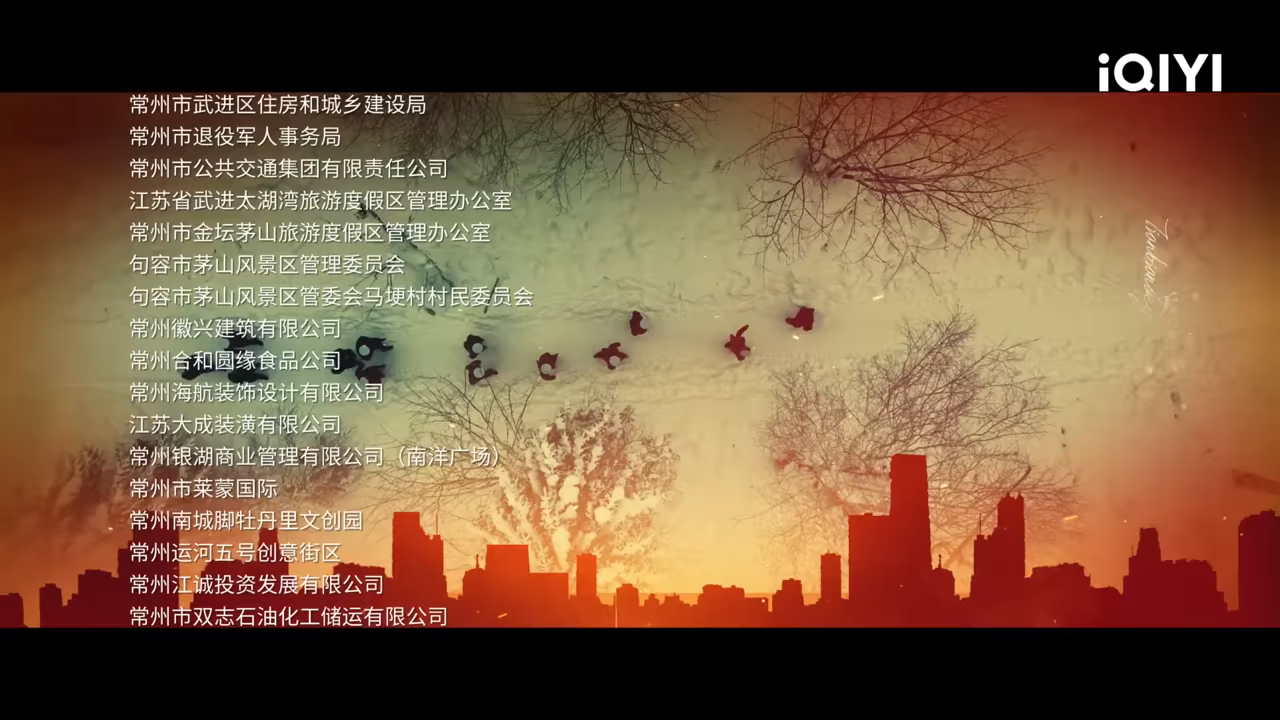 iQIYI
常州市武进区住房和城乡建设局
常州市退役军人事务局
常州市公共交通集团有限责任公司
江苏省武进太湖湾旅游度假区管理办公室
常州市金坛茅山旅游度假区管理办公室
句容市茅山风景区管理委员会
句容市茅山风景区管委会马埂村村民委员会
常州徽兴建筑有限公司
常州合和圆缘食品公司
常州海航装饰设计有限公司
江苏大成装潢有限公司
常州银湖商业管理有限公司（南洋广场）
常州市莱蒙国际
常州南城脚牡丹里文创园
常州运河五号创意街区
常州江诚投资发展有限公司
常州市双志石油化工储运有限公司